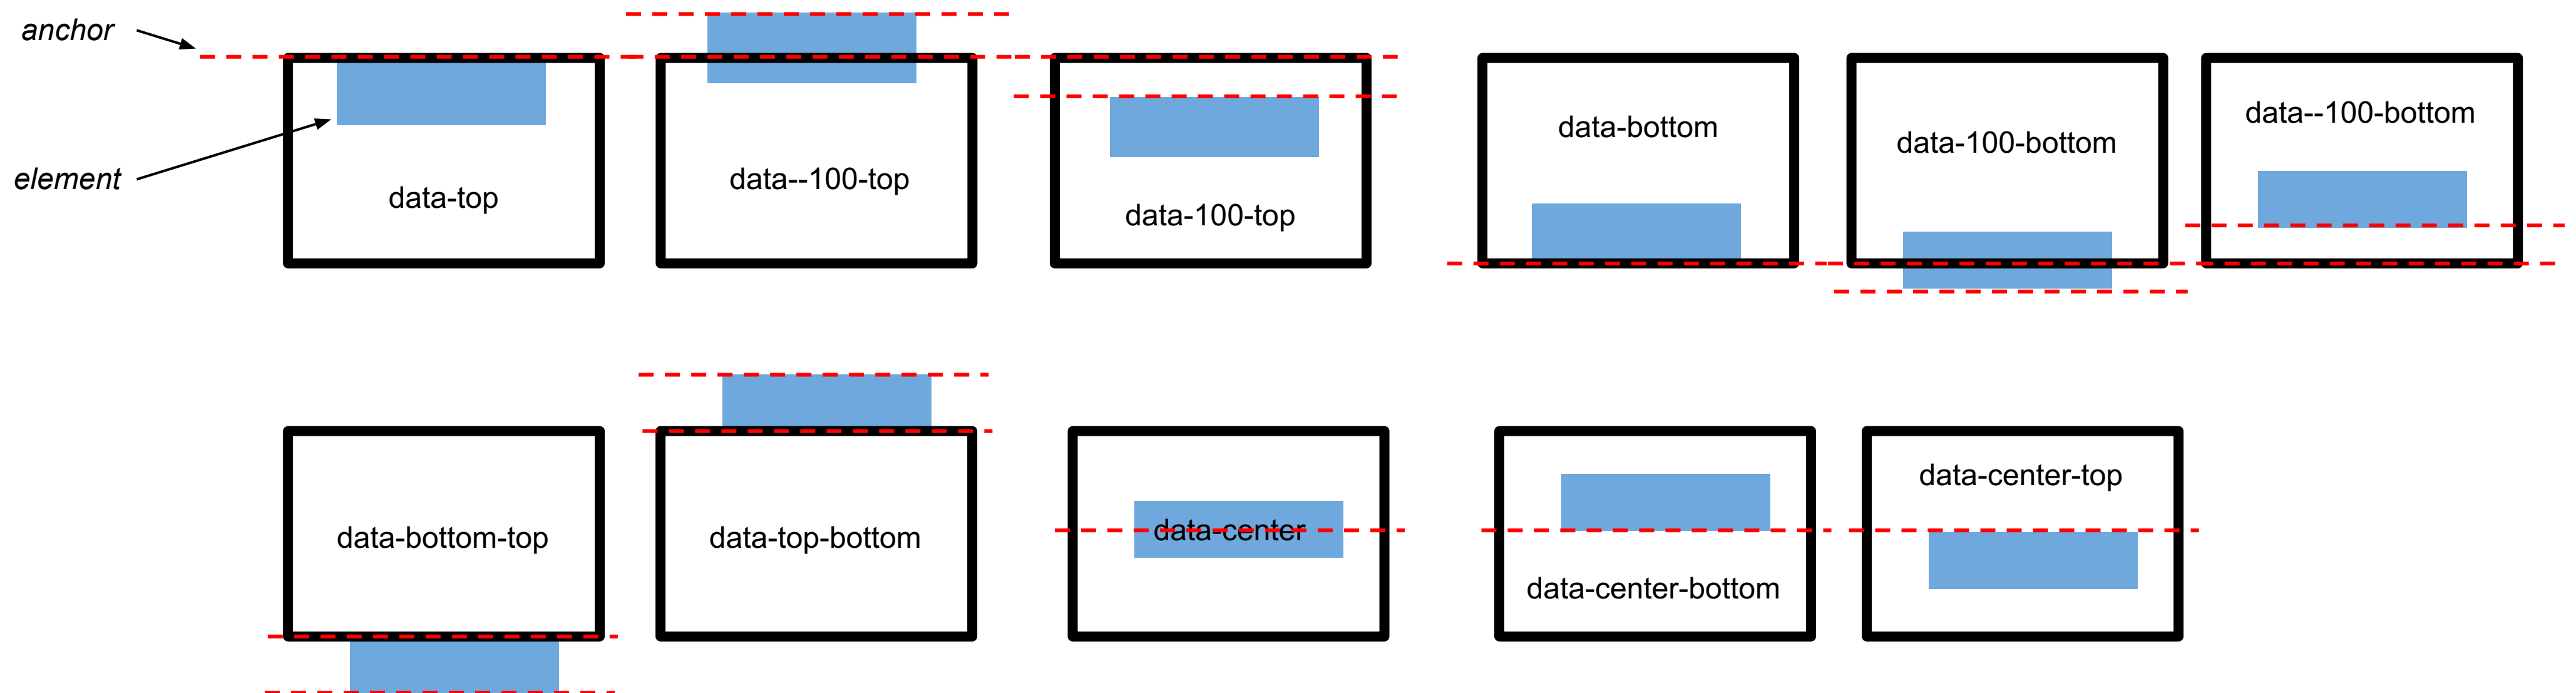 anchor
element
data-top
data--100-top
data-100-top
data-bottom
data-100-bottom
data--100-bottom
data-bottom-top
data-top-bottom
data-center
data-center-bottom
data-center-top